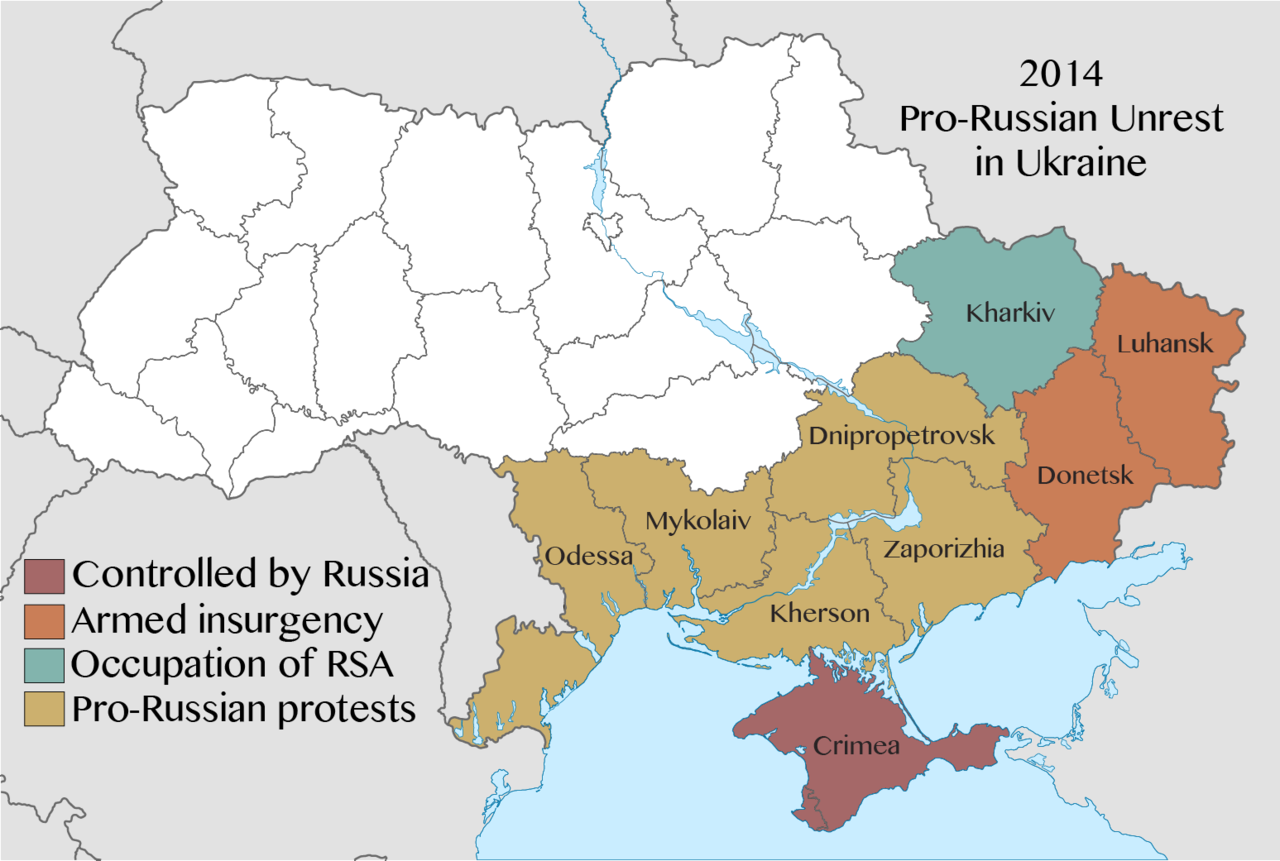 2014
Pro-Russian Unrest
in Ukraine
Kharkiv
Luhansk
Dnipropetrovsk
Donetsk
Mykolaiv
Odessa
Zaporizhia
Kherson
Crimea
Controlled by Russia
Armed insurgency
Occupation of RSA
Pro-Russian protests